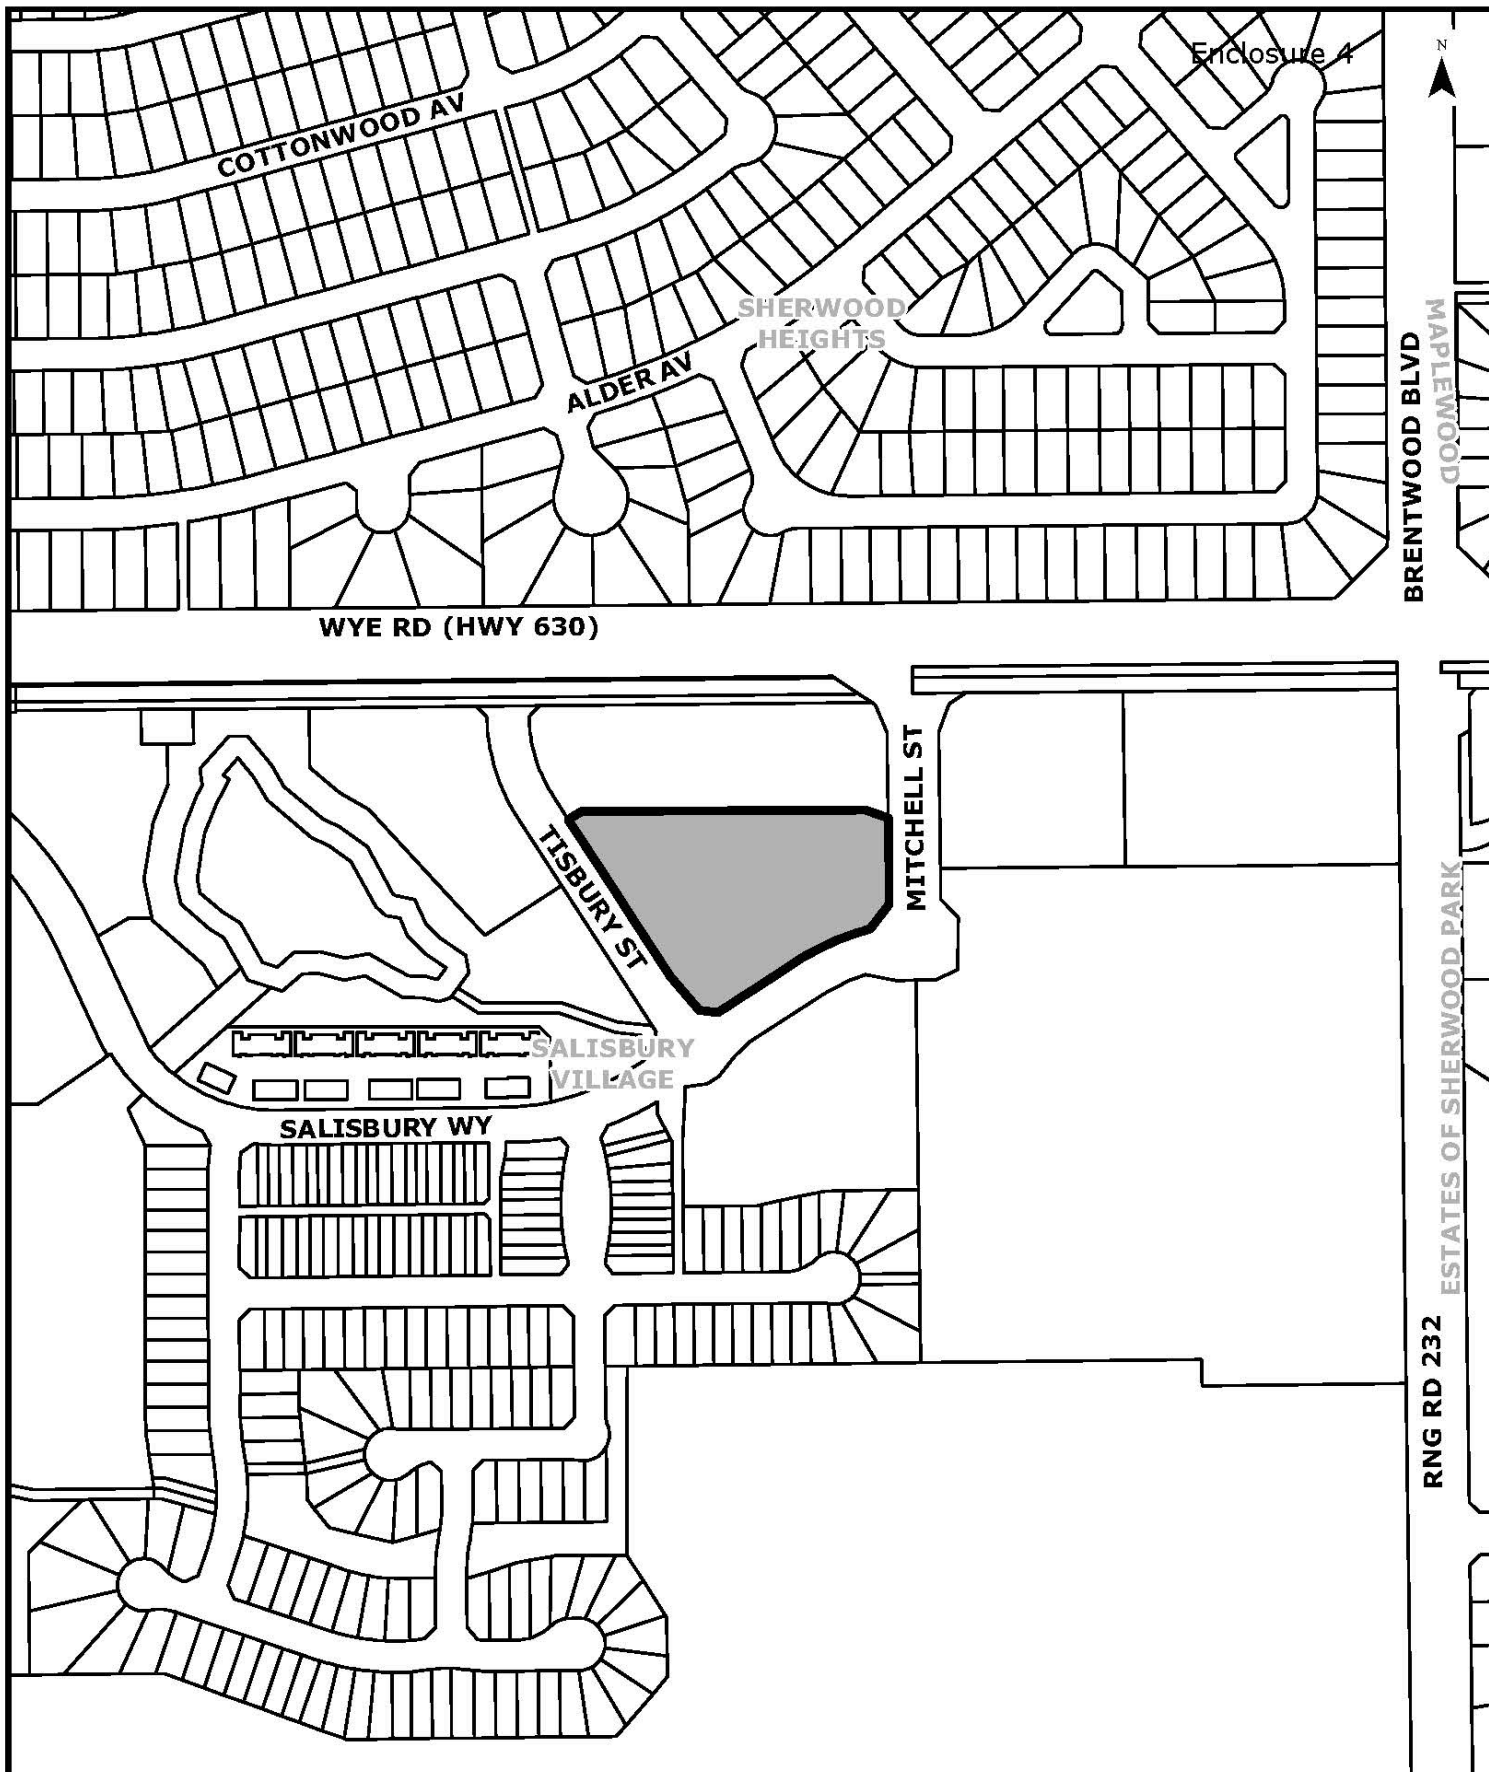 Enclosure 4
N
COTTONWOOD AV
SHERWOOD
HEIGHTS
ALDER AV
BRENTWOOD BLVD
MAPLEWOOD
WYE RD (HWY 630)
MITCHELL ST
TISBURY ST
ESTATES OF SHERWOOD PARK
SALISBURY
VILLAGE
SALISBURY WY
RNG RD 232